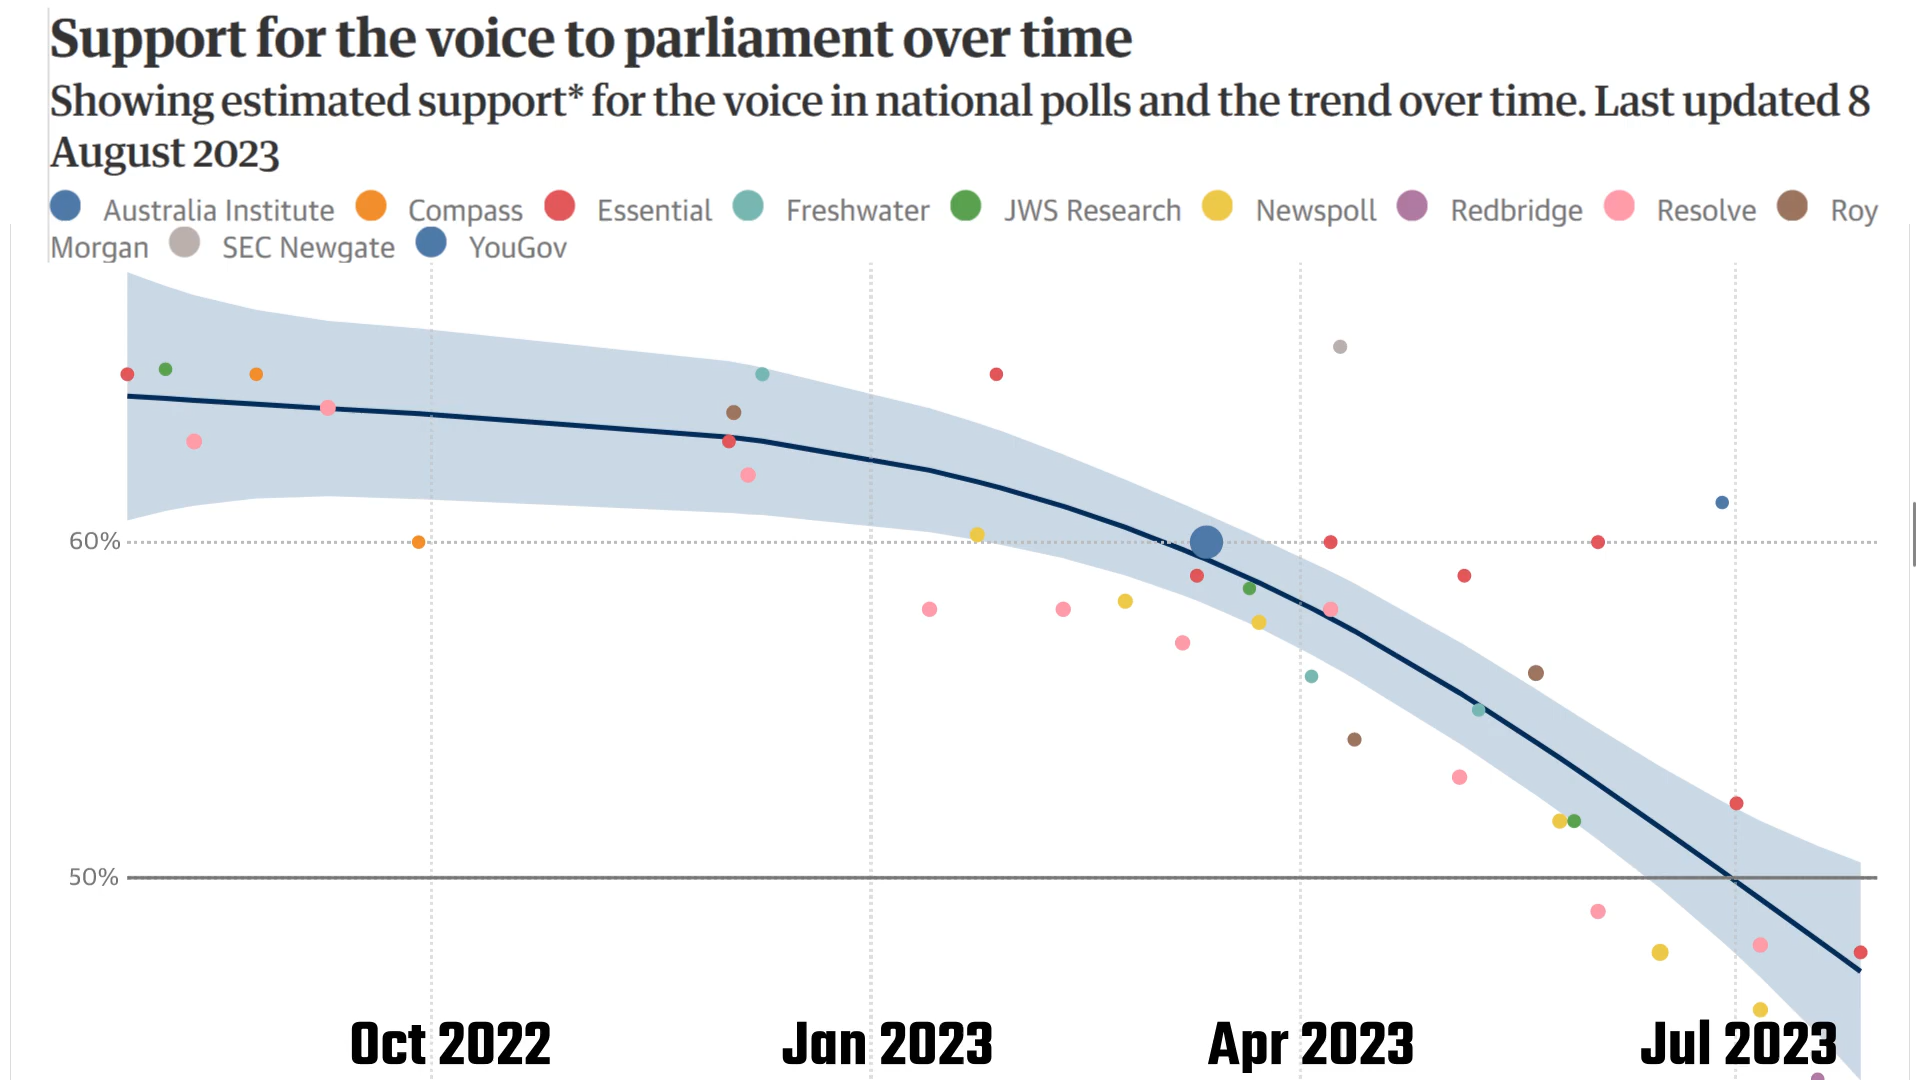 Support for the voice to parliament over time
Showing estimated support* for the voice in national polls and the trend over time. Last updated 8
August 2023
Australia Institute Compass Essential Freshwater JWS Research Newspoll Redbridge Resolve Roy
Morgan SEC Newgate YouGov
60%
50%
Oct 2022 Jan 2023 Apr 2023 Jul 2023